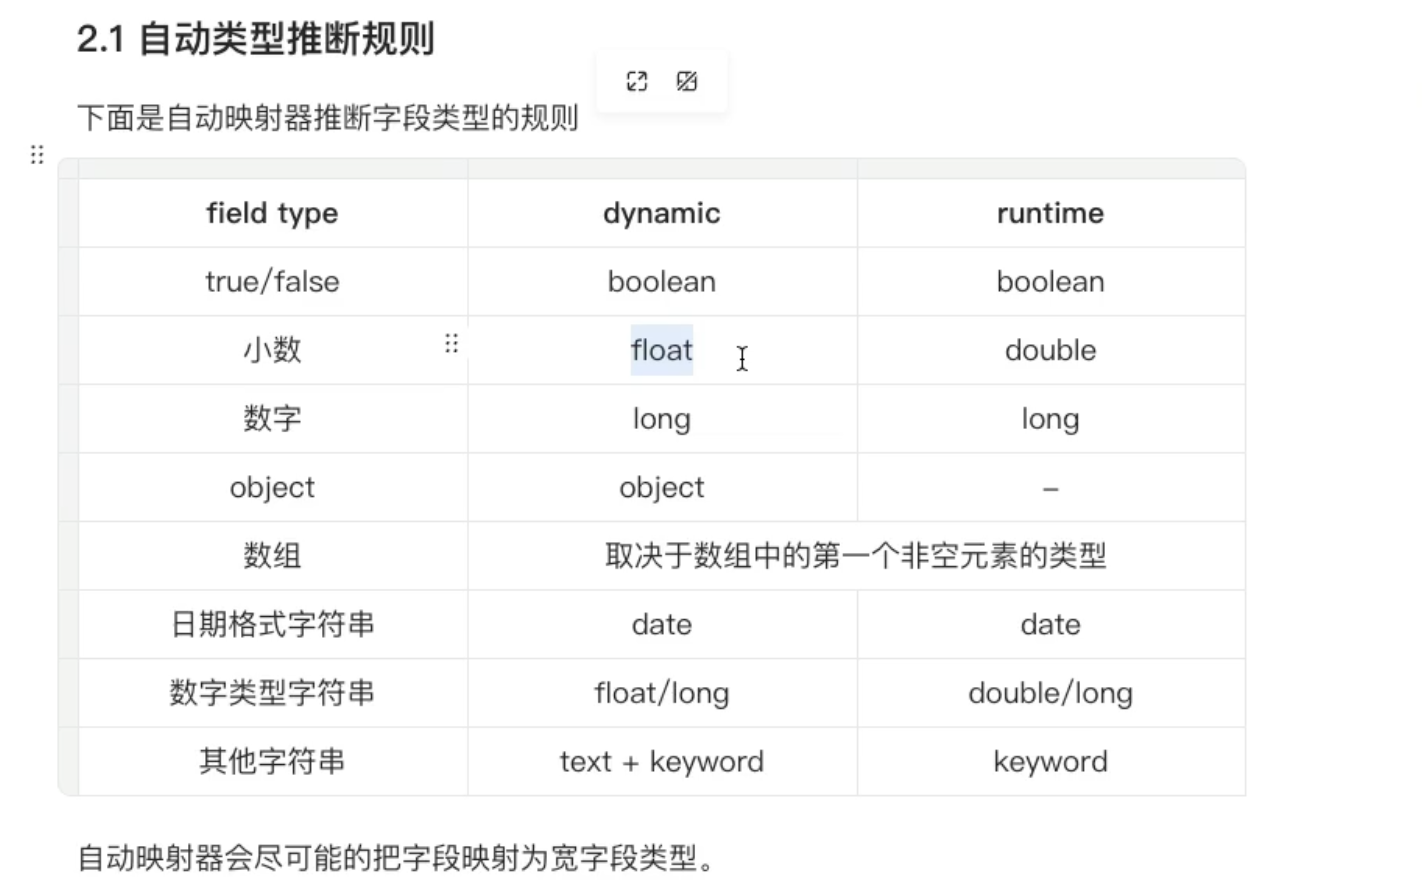 2.1 自动类型推断规则
下面是自动映射器推断字段类型的规则
field type dynamic runtime
true/false boolean boolean
小数 float double
数字 long long
object object –
数组 取决于数组中的第一个非空元素的类型
日期格式字符串 date date
数字类型字符串 float/long double/long
其他字符串 text + keyword keyword
自动映射器会尽可能的把字段映射为宽字段类型。